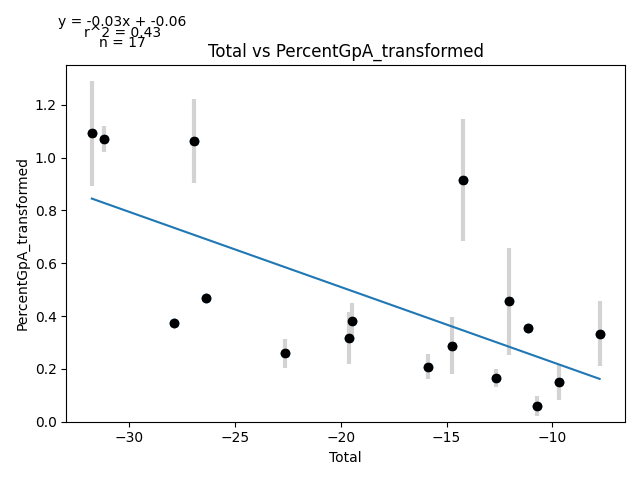 y = -0.03x + -0.06
r^2 = 0.43
n = 17
Total vs PercentGpA_transformed
PercentGpA_transformed
1.2
1.0
0.8
0.6
0.4
0.2
0.0
−30
−25
−20
−15
−10
Total